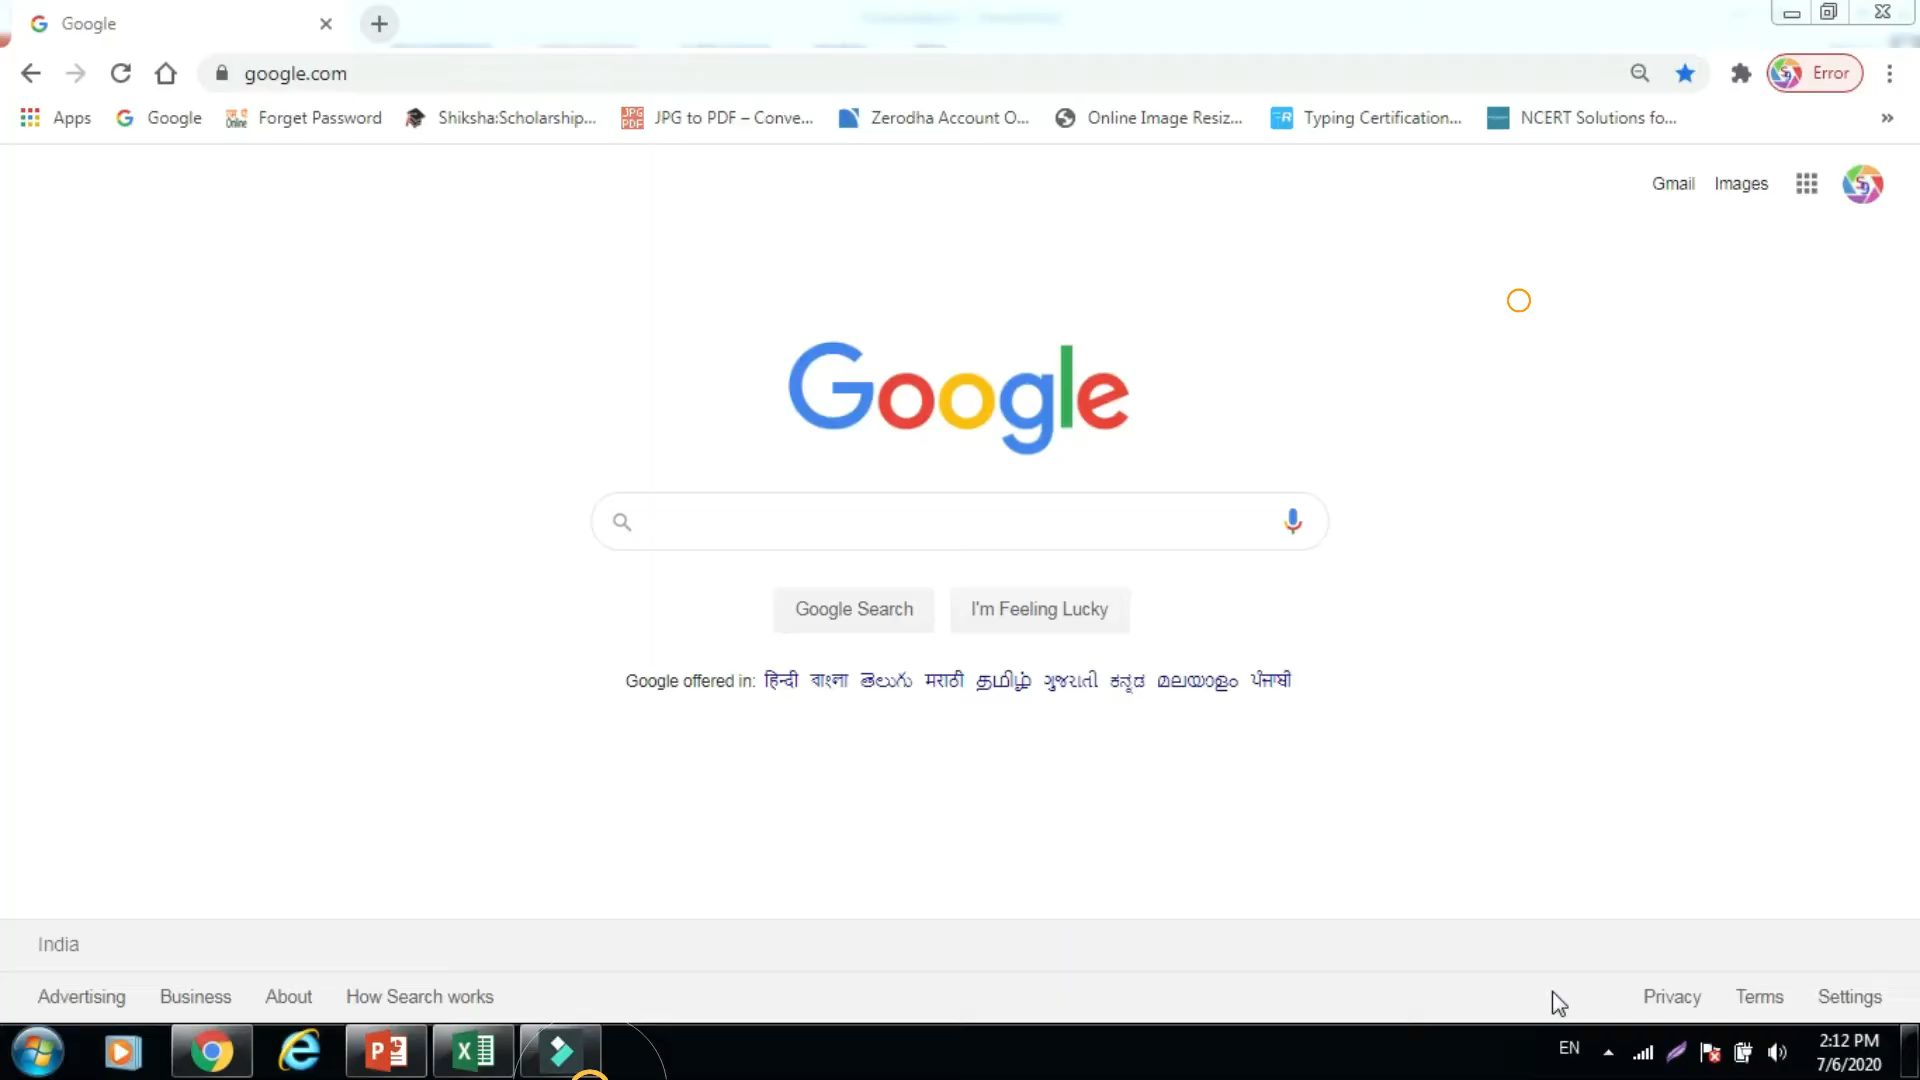 Google
google.com
Error
Apps Google Forget Password Shiksha:Scholarship... JPG to PDF – Conve... Zerodha Account O... Online Image Resiz... Typing Certification... NCERT Solutions fo...
Gmail Images
Google
Google Search I'm Feeling Lucky
Google offered in: हिन्दी বাংলা తెలుగు मराठी தமிழ் ગુજરાતી ಕನ್ನಡ മലയാളം ਪੰਜਾਬੀ
India
Advertising Business About How Search works Privacy Terms Settings
EN 2:12 PM
7/6/2020